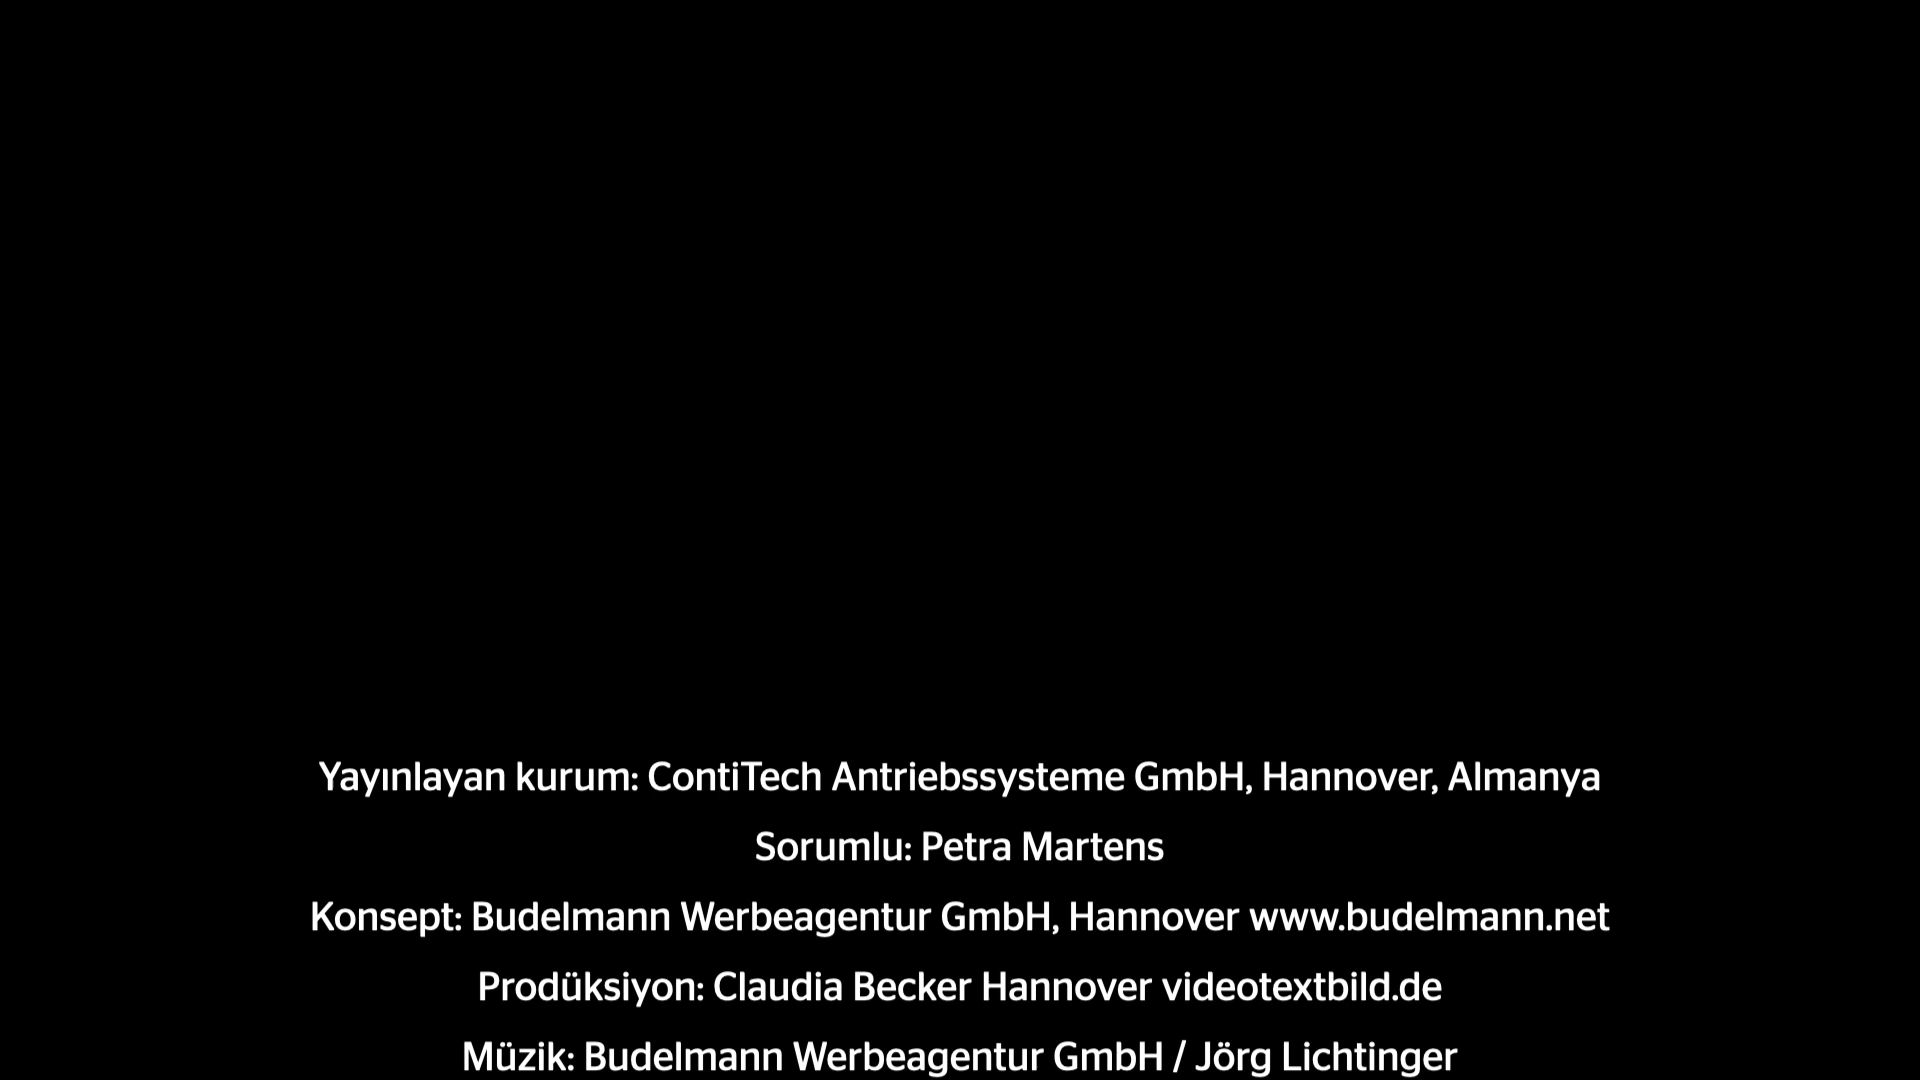 Yayınlayan kurum: ContiTech Antriebssysteme GmbH, Hannover, Almanya
Sorumlu: Petra Martens
Konsept: Budelmann Werbeagentur GmbH, Hannover www.budelmann.net
Prodüksiyon: Claudia Becker Hannover videotextbild.de
Müzik: Budelmann Werbeagentur GmbH / Jörg Lichtinger